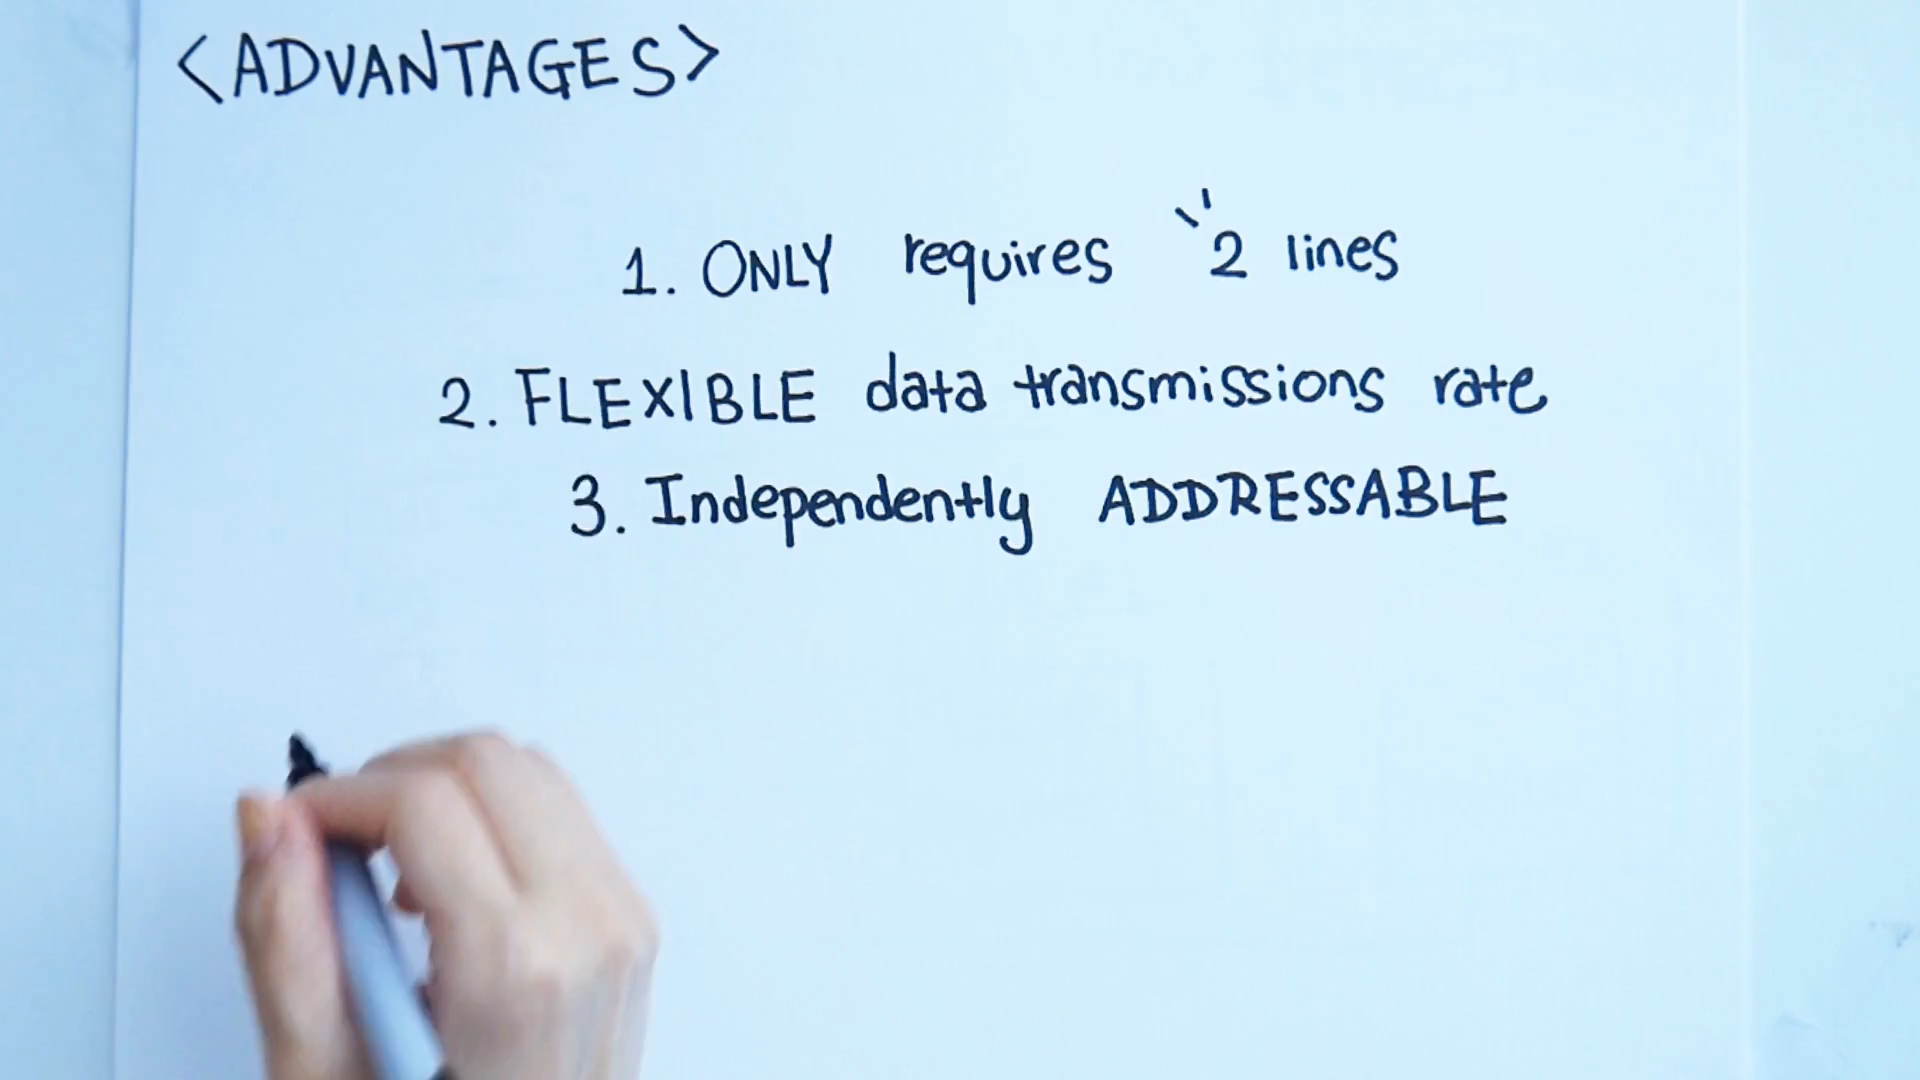 <ADVANTAGES>
1. ONLY requires 2 lines
2. FLEXIBLE data transmissions rate
3. Independently ADDRESSABLE